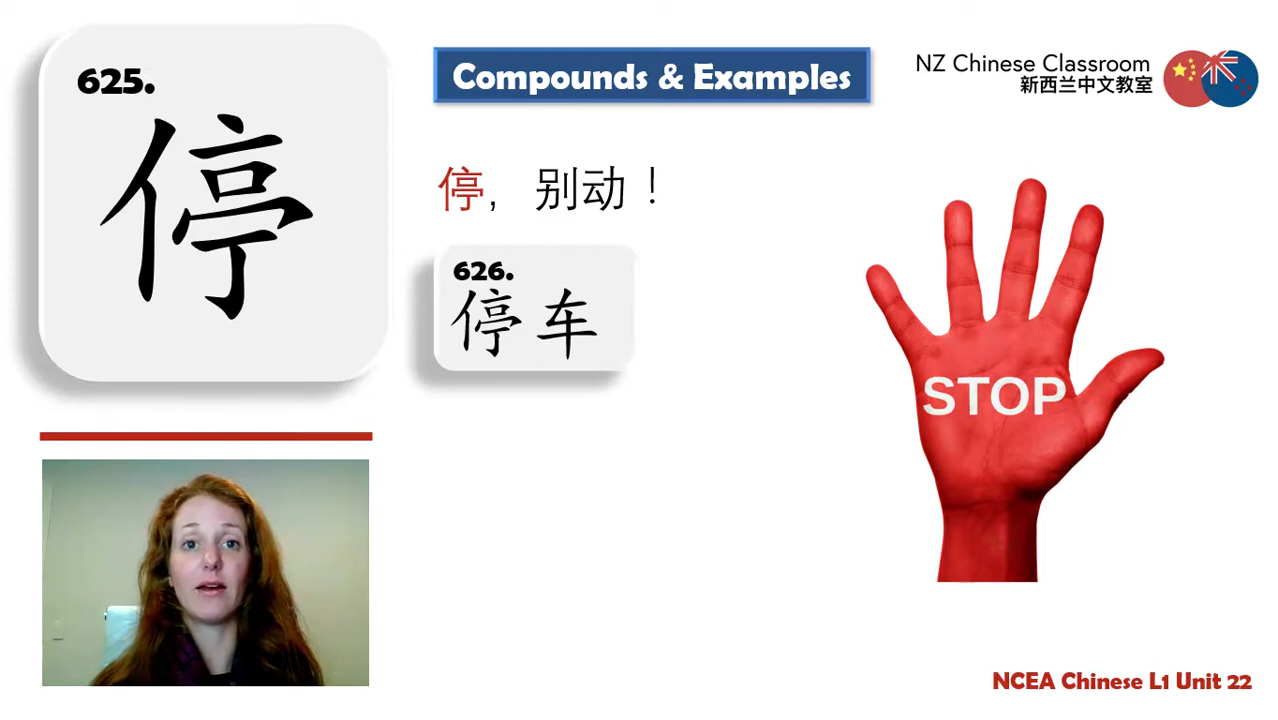 625.
停
Compounds & Examples
NZ Chinese Classroom
新西兰中文教室
停，别动！
626.
停车
STOP
NCEA Chinese L1 Unit 22